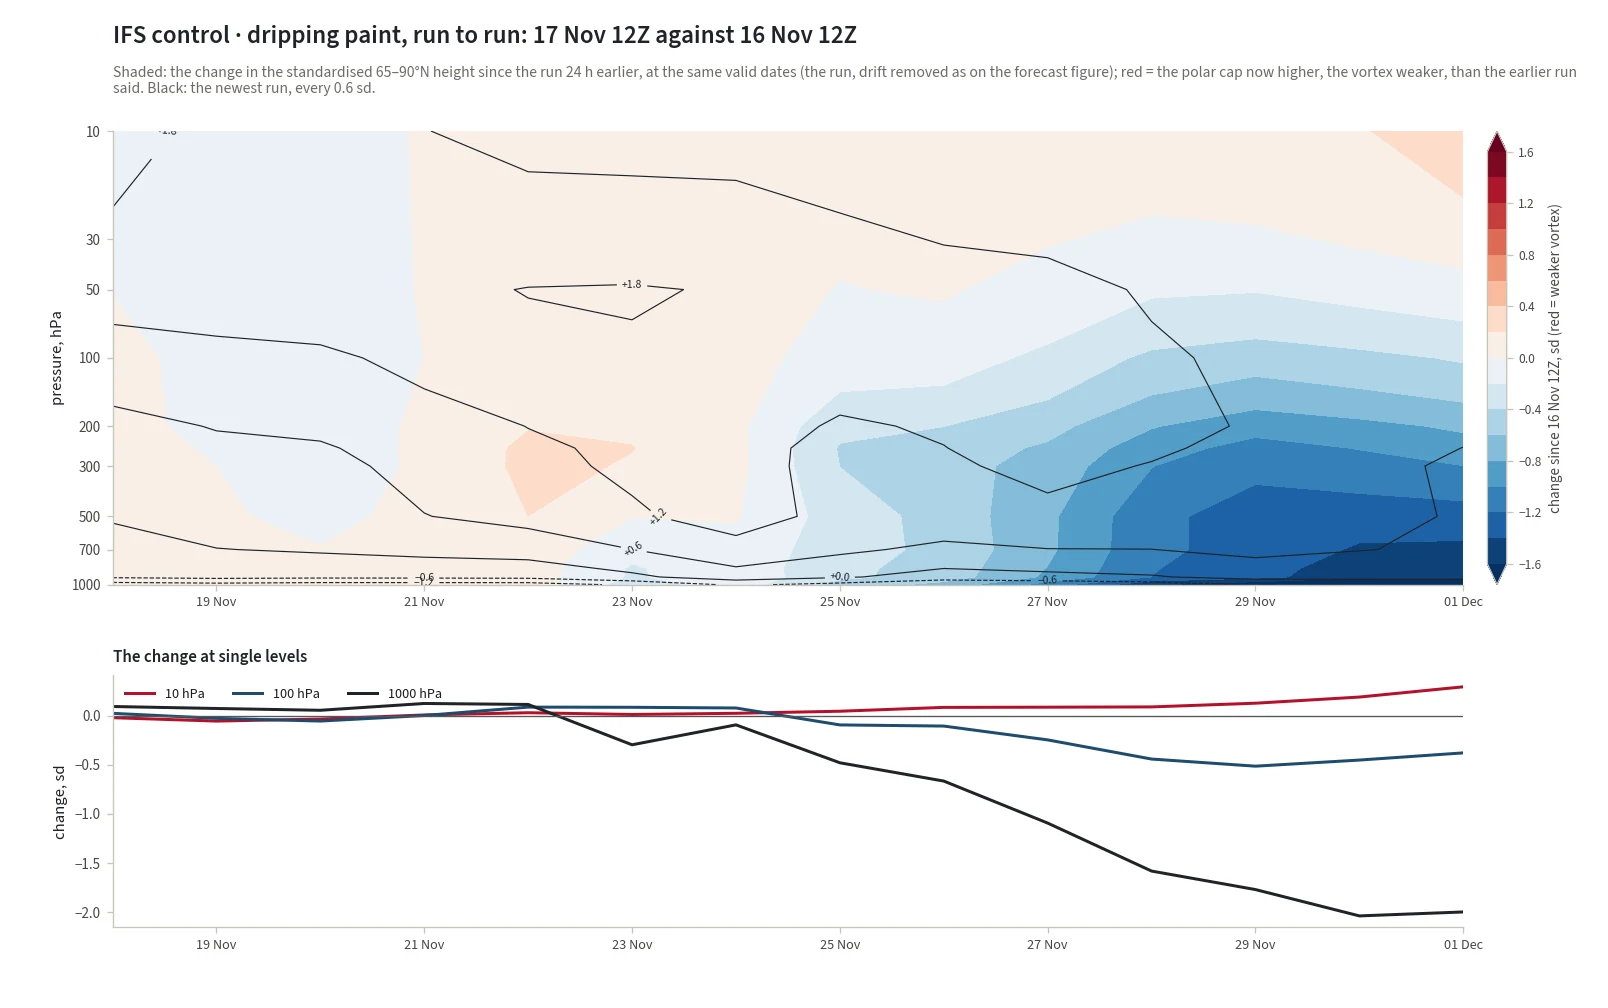 IFS control · dripping paint, run to run: 17 Nov 12Z against 16 Nov 12Z
Shaded: the change in the standardised 65–90°N height since the run 24 h earlier, at the same valid dates (the run, drift removed as on the forecast figure); red = the polar cap now higher, the vortex weaker, than the earlier run
said. Black: the newest run, every 0.6 sd.
10
30
50
100
200
300
500
700
1000
pressure, hPa
+1.8
+1.2
+0.6
−0.6
+0.0
−0.6
19 Nov
21 Nov
23 Nov
25 Nov
27 Nov
29 Nov
01 Dec
1.6
1.2
0.8
0.4
0.0
−0.4
−0.8
−1.2
−1.6
change since 16 Nov 12Z, sd (red = weaker vortex)
The change at single levels
10 hPa
100 hPa
1000 hPa
0.0
−0.5
−1.0
−1.5
−2.0
change, sd
19 Nov
21 Nov
23 Nov
25 Nov
27 Nov
29 Nov
01 Dec